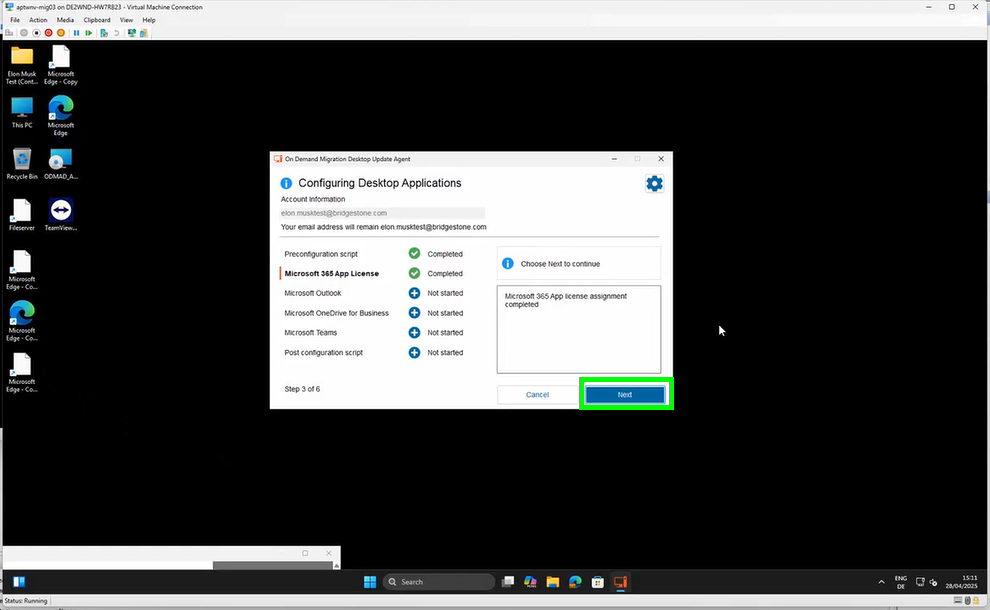 aptwnv-mig03 on DE2WND-HW7R823 - Virtual Machine Connection
File Action Media Clipboard View Help
Elon Musk
Test (Cont...
Microsoft
Edge - Copy
This PC
Microsoft
Edge
Recycle Bin
ODMAD_A...
Fileserver
TeamView...
Microsoft
Edge - Co...
Microsoft
Edge - Co...
Microsoft
Edge - Co...
On Demand Migration Desktop Update Agent
Configuring Desktop Applications
Account Information
elon.musktest@bridgestone.com
Your email address will remain elon.musktest@bridgestone.com
Preconfiguration script Completed
Microsoft 365 App License Completed
Microsoft Outlook Not started
Microsoft OneDrive for Business Not started
Microsoft Teams Not started
Post configuration script Not started
Step 3 of 6
Choose Next to continue
Microsoft 365 App license assignment
completed
Cancel Next
Search
ENG
DE
15:11
28/04/2025
Status: Running